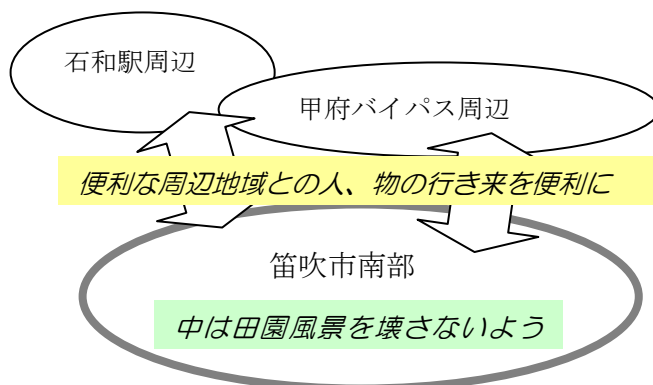 石和駅周辺
甲府バイパス周辺
便利な周辺地域との人、物の行き来を便利に
笛吹市南部
中は田園風景を壊さないよう